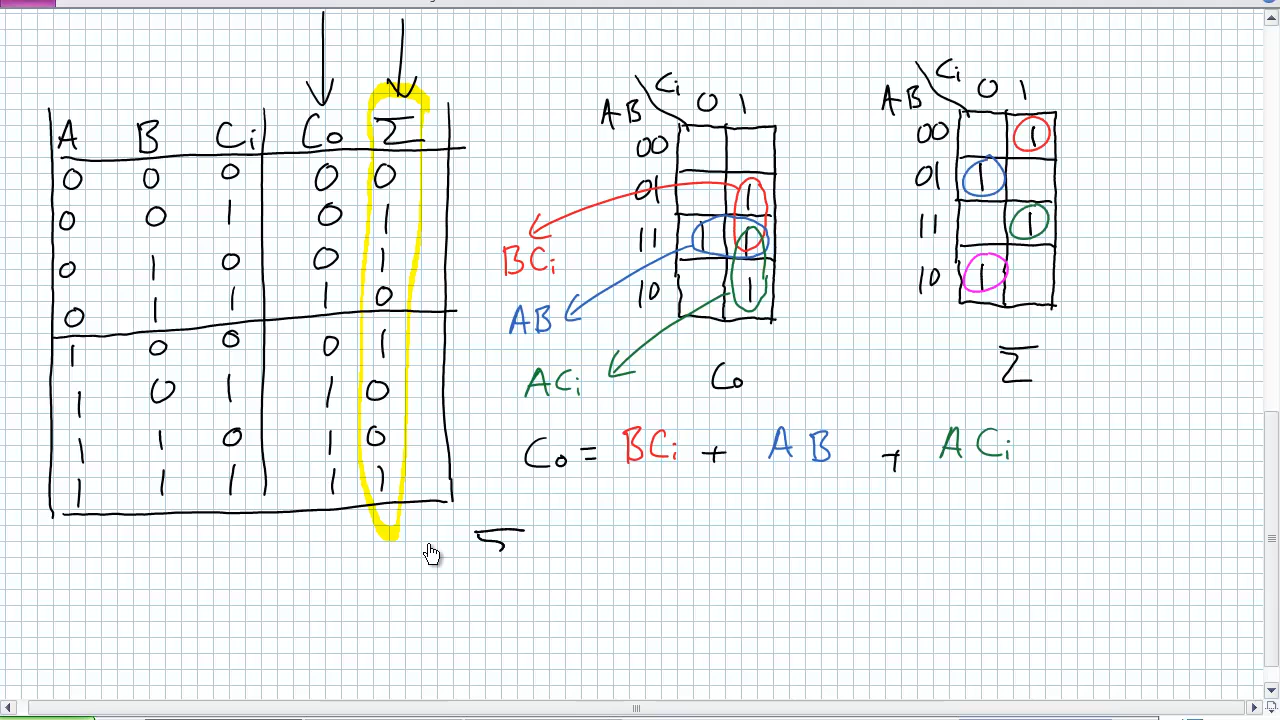 A B Ci Co Σ
0 0 0 0 0
0 0 1 0 1
0 1 0 0 1
0 1 1 1 0
1 0 0 0 1
1 0 1 1 0
1 1 0 1 0
1 1 1 1 1
Ci
AB 0 1
00
01 1
11 1 1
10 1
BCi
AB
ACi
Co
Ci
AB 0 1
00 1
01 1
11 1
10 1
Σ
Co = BCi + AB + ACi